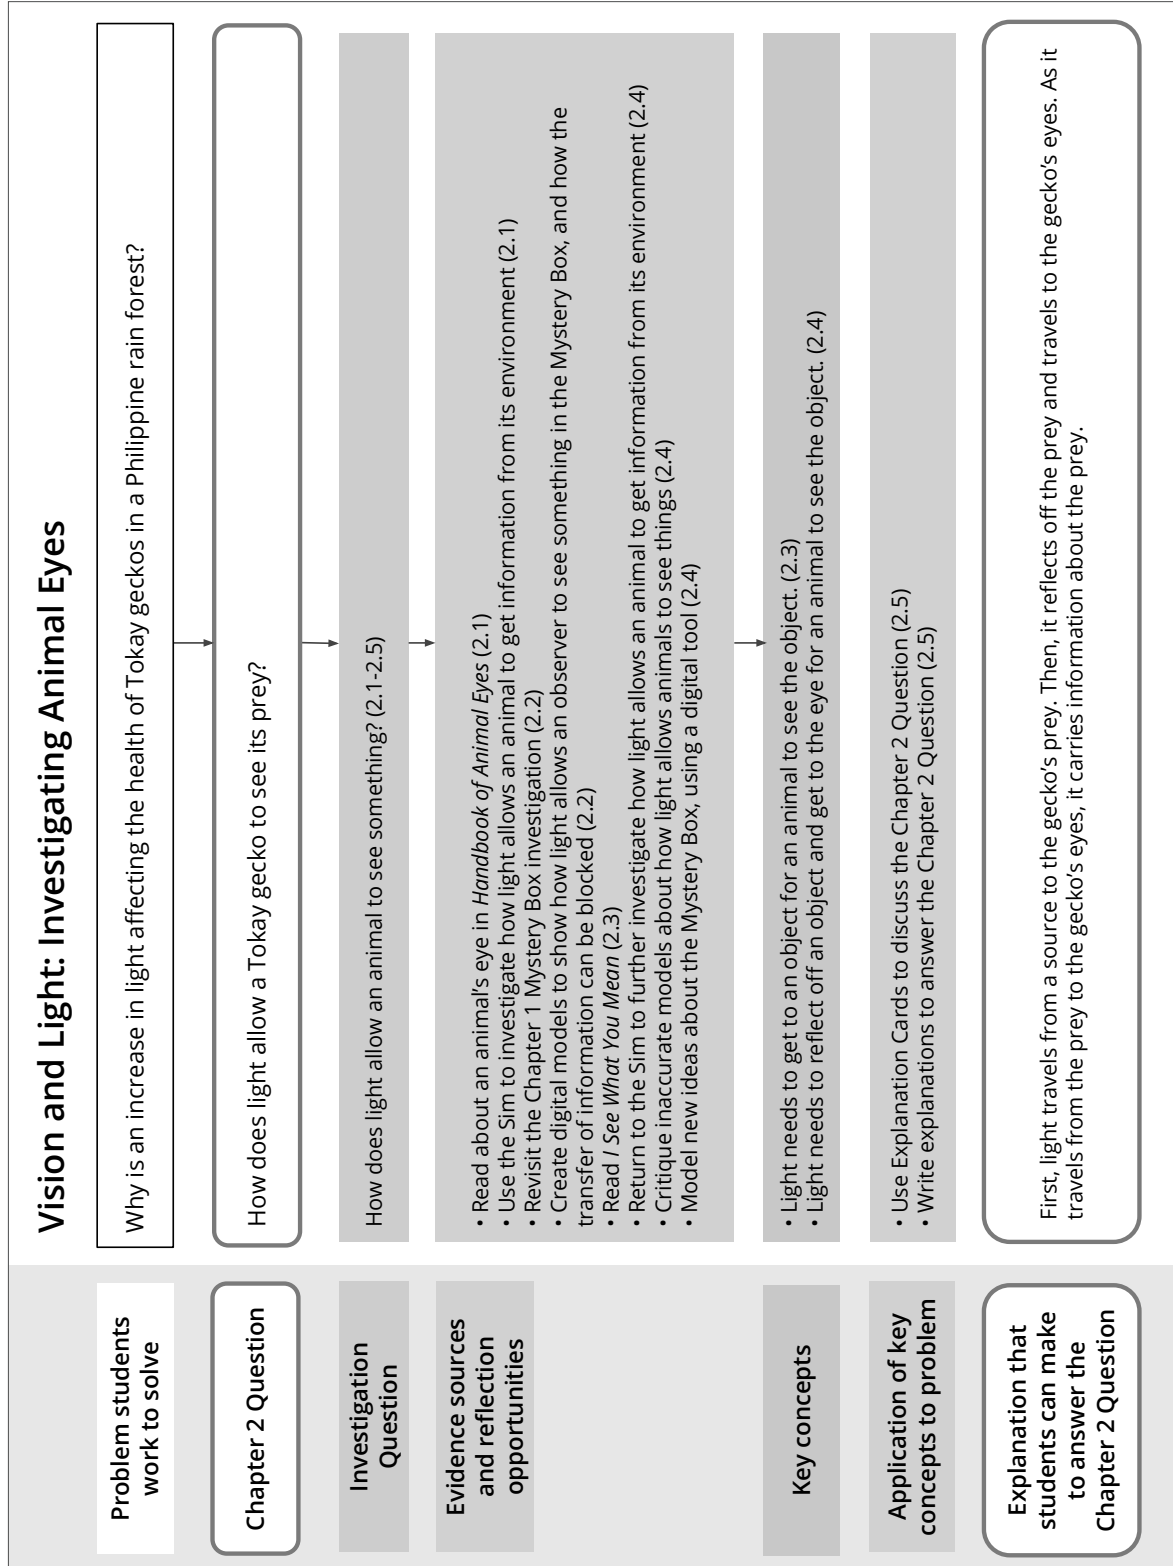 Vision and Light: Investigating Animal Eyes
Problem students
work to solve
Why is an increase in light affecting the health of Tokay geckos in a Philippine rain forest?
Chapter 2 Question
How does light allow a Tokay gecko to see its prey?
Investigation
Question
How does light allow an animal to see something? (2.1-2.5)
Evidence sources
and reflection
opportunities
• Read about an animal's eye in Handbook of Animal Eyes (2.1)
• Use the Sim to investigate how light allows an animal to get information from its environment (2.1)
• Revisit the Chapter 1 Mystery Box investigation (2.2)
• Create digital models to show how light allows an observer to see something in the Mystery Box, and how the
transfer of information can be blocked (2.2)
• Read I See What You Mean (2.3)
• Return to the Sim to further investigate how light allows an animal to get information from its environment (2.4)
• Critique inaccurate models about how light allows animals to see things (2.4)
• Model new ideas about the Mystery Box, using a digital tool (2.4)
Key concepts
• Light needs to get to an object for an animal to see the object. (2.3)
• Light needs to reflect off an object and get to the eye for an animal to see the object. (2.4)
Application of key
concepts to problem
• Use Explanation Cards to discuss the Chapter 2 Question (2.5)
• Write explanations to answer the Chapter 2 Question (2.5)
Explanation that
students can make
to answer the
Chapter 2 Question
First, light travels from a source to the gecko's prey. Then, it reflects off the prey and travels to the gecko's eyes. As it
travels from the prey to the gecko's eyes, it carries information about the prey.